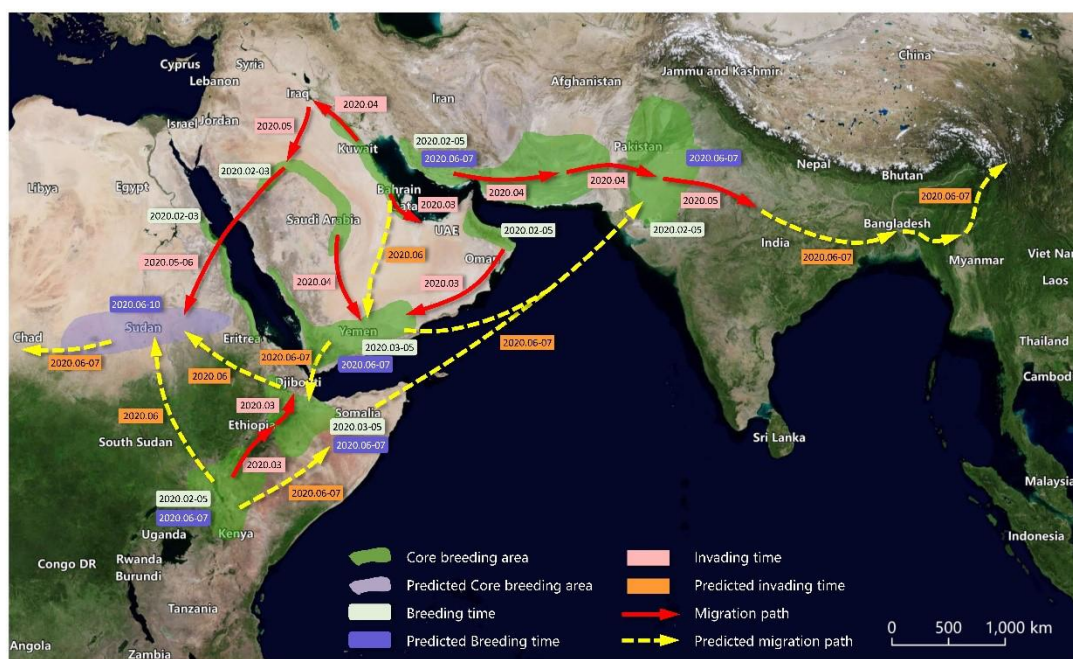 Cyprus
Syria
Lebanon
Iraq
Iran
Afghanistan
Jammu and Kashmir
China
Israel
Jordan
2020.04
2020.05
Kuwait
2020.02-05
2020.06-07
Pakistan
2020.06-07
Nepal
Bhutan
2020.02-03
Libya
Egypt
Bahrain
2020.04
2020.04
2020.05
2020.06-07
2020.02-03
Saudi Arabia
2020.03
UAE
2020.02-05
2020.02-05
India
Bangladesh
2020.05-06
2020.06
Oman
2020.06-07
Myanmar
Viet Nam
Laos
2020.04
2020.03
2020.06-10
Sudan
Chad
Eritrea
Yemen
2020.03-05
2020.06-07
2020.06-07
2020.06-07
Thailand
2020.06-07
2020.06
Djibouti
Cambod
2020.03
Somalia
2020.06
Ethiopia
2020.03-05
South Sudan
2020.06-07
Sri Lanka
2020.03
Malaysia
2020.02-05
2020.06-07
2020.06-07
Uganda
Kenya
Indonesia
Congo DR
Rwanda
Burundi
Tanzania
Angola
Zambia
Core breeding area
Predicted Core breeding area
Breeding time
Predicted Breeding time
Invading time
Predicted invading time
Migration path
Predicted migration path
0 500 1,000 km